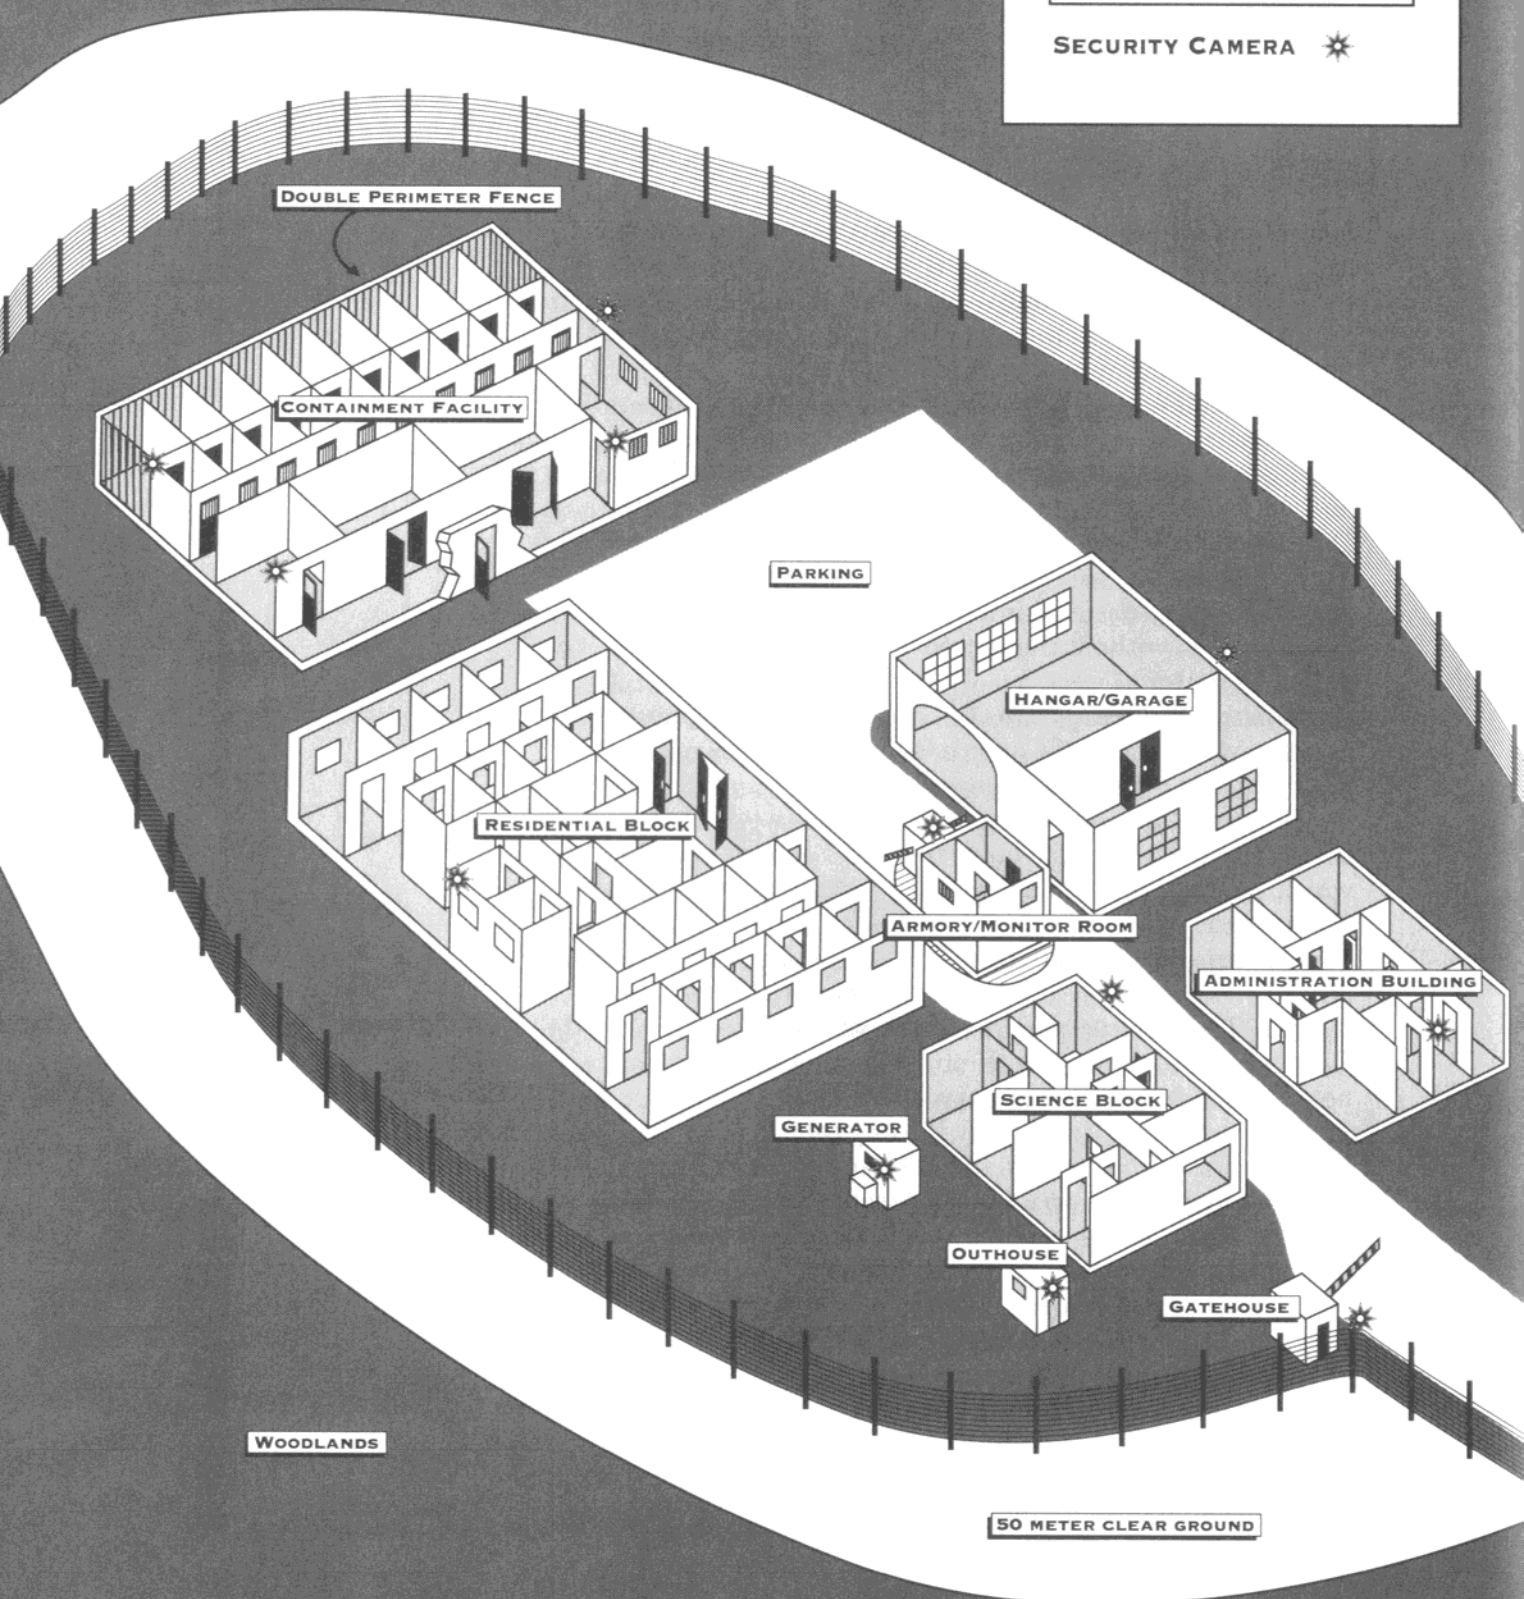 SECURITY CAMERA
DOUBLE PERIMETER FENCE
CONTAINMENT FACILITY
PARKING
HANGAR/GARAGE
RESIDENTIAL BLOCK
ARMORY/MONITOR ROOM
ADMINISTRATION BUILDING
SCIENCE BLOCK
GENERATOR
OUTHOUSE
GATEHOUSE
WOODLANDS
50 METER CLEAR GROUND